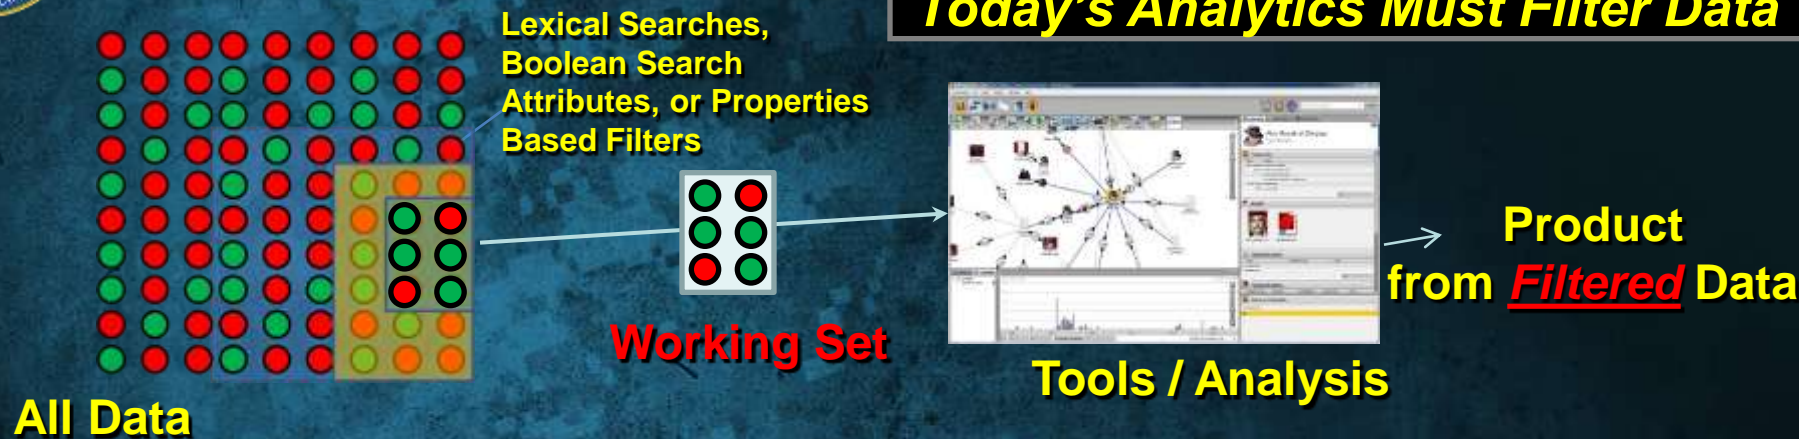 Today's Analytics Must Filter Data
Lexical Searches,
Boolean Search
Attributes, or Properties
Based Filters
Working Set
Product
from Filtered Data
Tools / Analysis
All Data